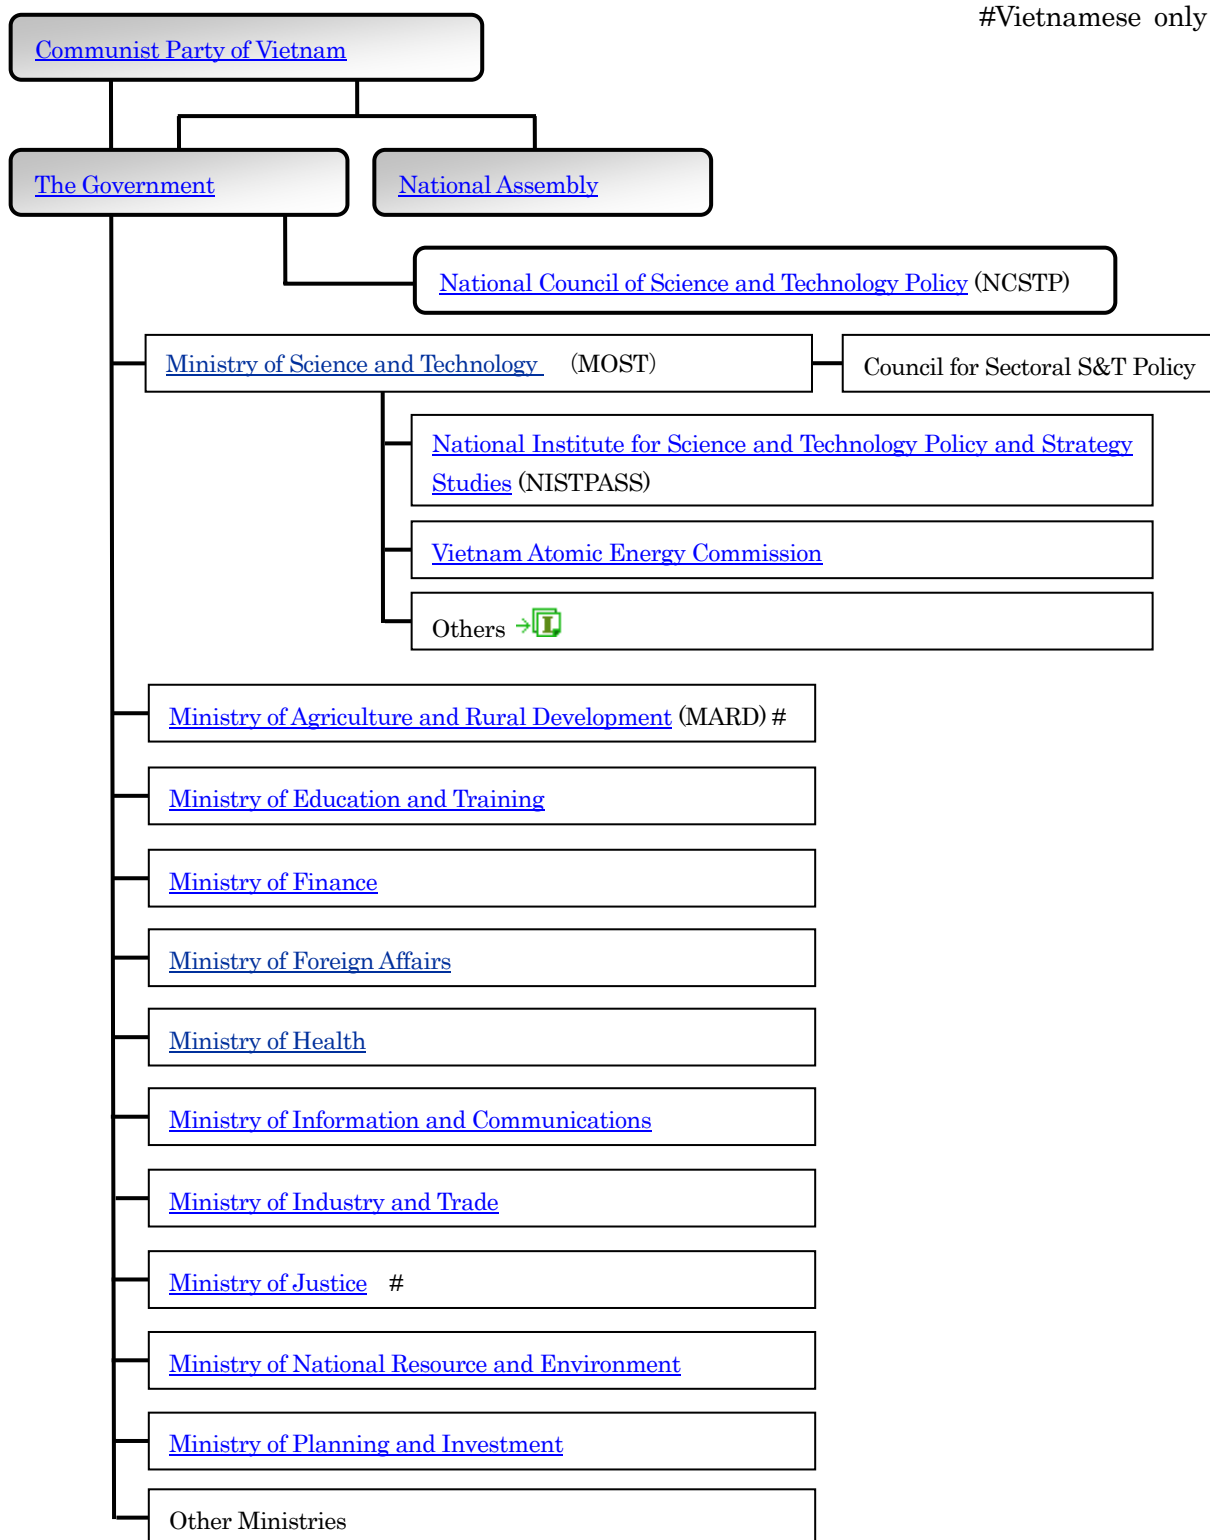 #Vietnamese only
Communist Party of Vietnam
The Government
National Assembly
National Council of Science and Technology Policy (NCSTP)
Ministry of Science and Technology (MOST)
Council for Sectoral S&T Policy
National Institute for Science and Technology Policy and Strategy
Studies (NISTPASS)
Vietnam Atomic Energy Commission
Others →I
Ministry of Agriculture and Rural Development (MARD) #
Ministry of Education and Training
Ministry of Finance
Ministry of Foreign Affairs
Ministry of Health
Ministry of Information and Communications
Ministry of Industry and Trade
Ministry of Justice #
Ministry of National Resource and Environment
Ministry of Planning and Investment
Other Ministries